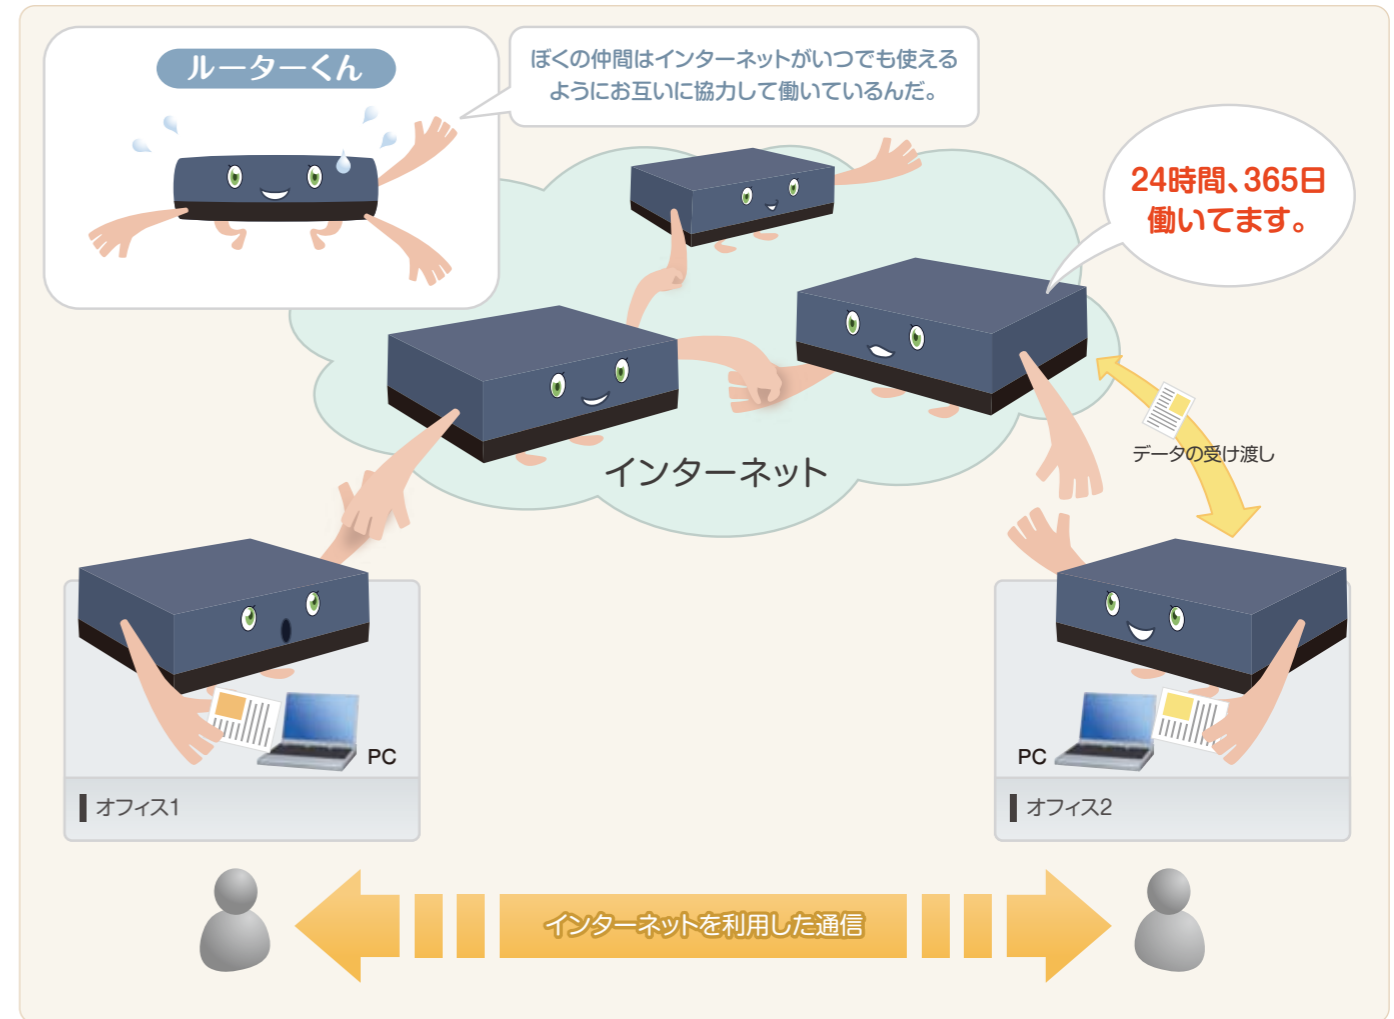 ルーターくん
ぼくの仲間はインターネットがいつでも使える
ようにお互いに協力して働いているんだ。
24時間、365日
働いてます。
インターネット
データの受け渡し
PC
オフィス1
PC
オフィス2
インターネットを利用した通信